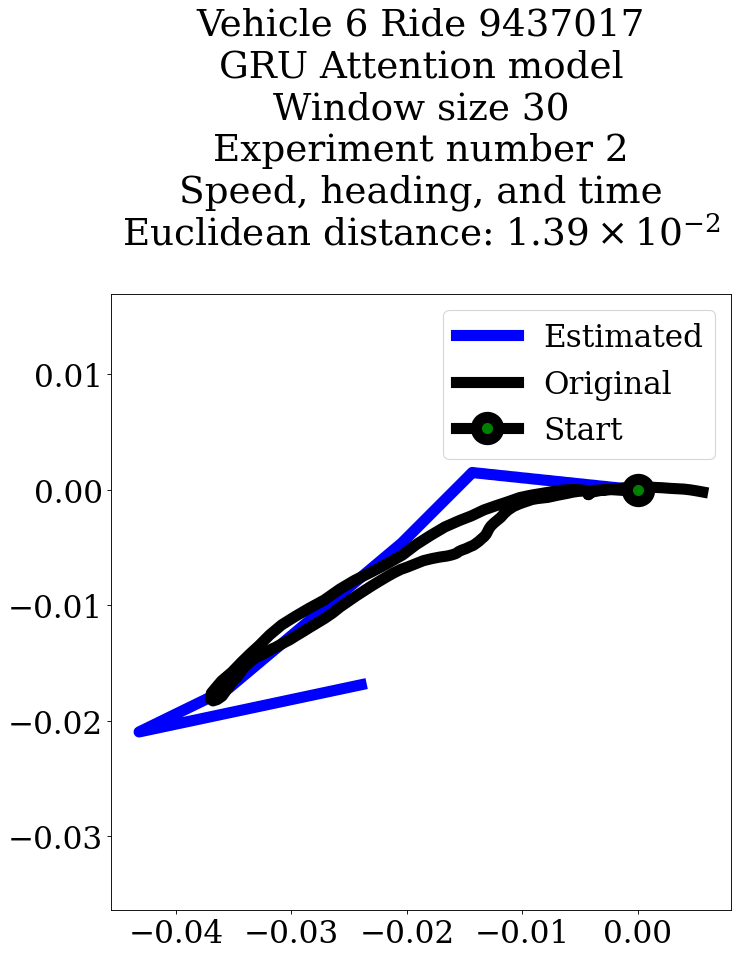 Vehicle 6 Ride 9437017
GRU Attention model
Window size 30
Experiment number 2
Speed, heading, and time
Euclidean distance: 1.39 × 10⁻²
Estimated
Original
Start
0.01
0.00
−0.01
−0.02
−0.03
−0.04 −0.03 −0.02 −0.01 0.00